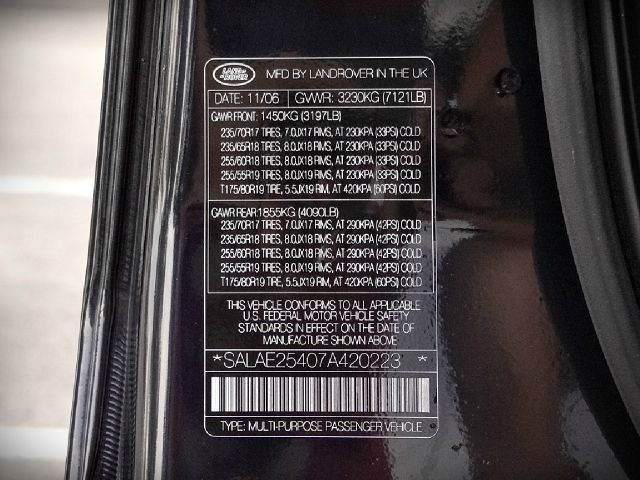 LAND ROVER MFD BY LANDROVER IN THE UK
DATE: 11/06 GVWR: 3230KG (7121LB)
GAWR FRONT: 1450KG (3197LB)
235/70R17 TIRES, 7.0JX17 RIMS, AT 230KPA (33PSI) COLD
235/65R18 TIRES, 8.0JX18 RIMS, AT 230KPA (33PSI) COLD
255/60R18 TIRES, 8.0JX18 RIMS, AT 230KPA (33PSI) COLD
255/55R19 TIRES, 8.0JX19 RIMS, AT 230KPA (33PSI) COLD
T175/80R19 TIRE, 5.5JX19 RIM, AT 420KPA (60PSI) COLD
GAWR REAR: 1855KG (4090LB)
235/70R17 TIRES, 7.0JX17 RIMS, AT 290KPA (42PSI) COLD
235/65R18 TIRES, 8.0JX18 RIMS, AT 290KPA (42PSI) COLD
255/60R18 TIRES, 8.0JX18 RIMS, AT 290KPA (42PSI) COLD
255/55R19 TIRES, 8.0JX19 RIMS, AT 290KPA (42PSI) COLD
T175/80R19 TIRE, 5.5JX19 RIM, AT 420KPA (60PSI) COLD
THIS VEHICLE CONFORMS TO ALL APPLICABLE
U.S. FEDERAL MOTOR VEHICLE SAFETY
STANDARDS IN EFFECT ON THE DATE OF
MANUFACTURE SHOWN ABOVE
*SALAE25407A420223 *
TYPE: MULTI-PURPOSE PASSENGER VEHICLE